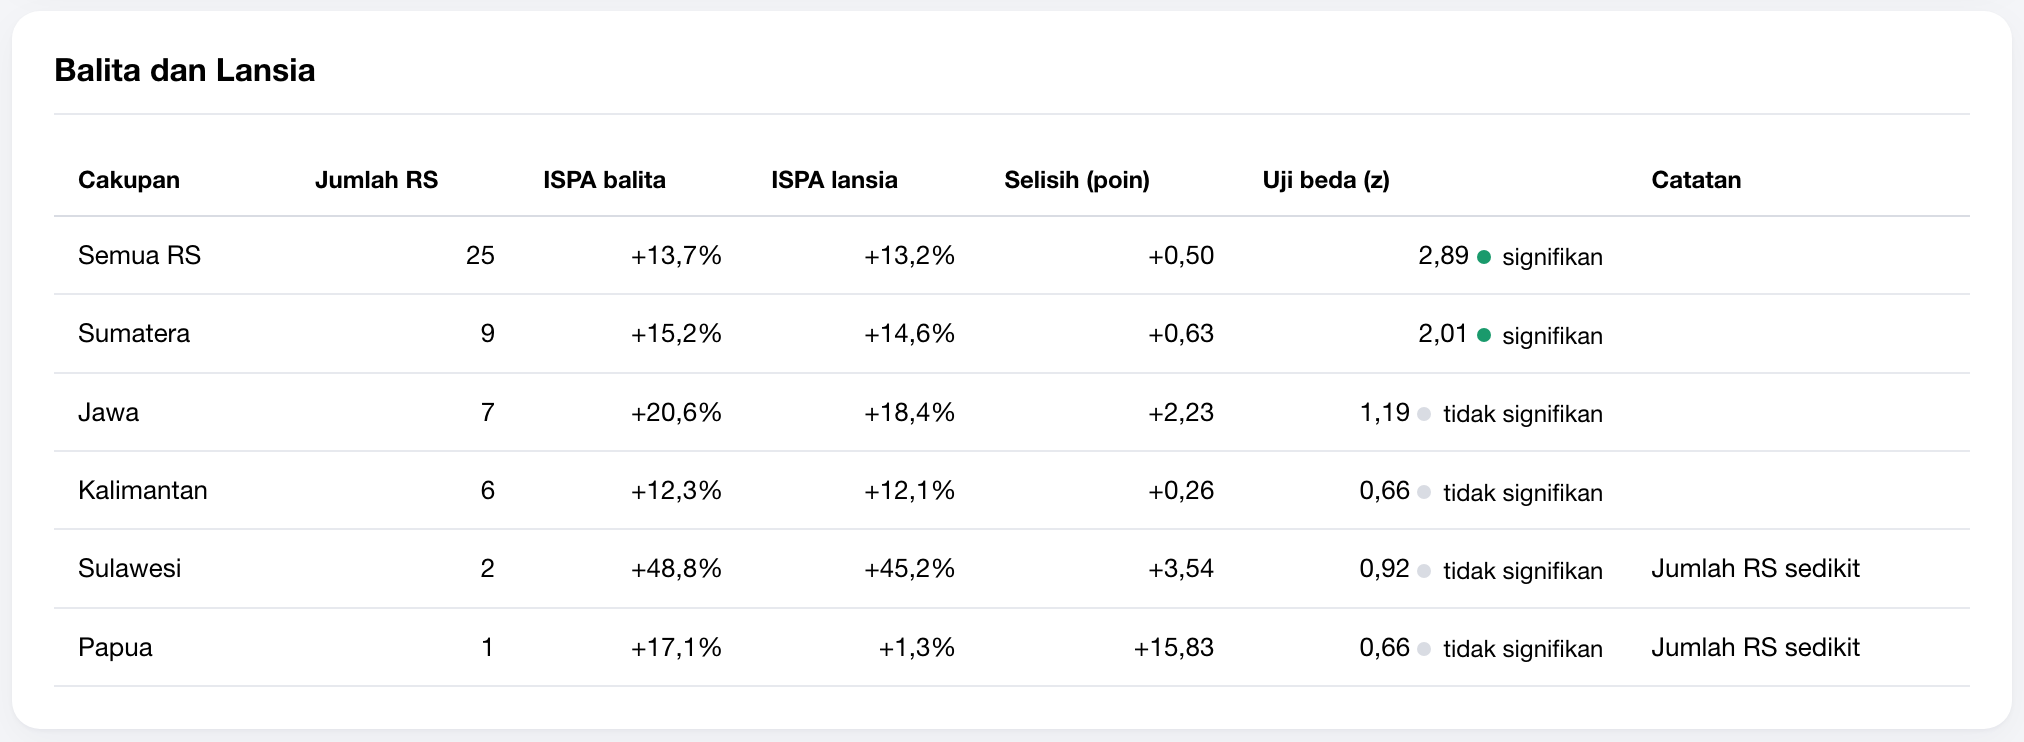 Balita dan Lansia
Cakupan Jumlah RS ISPA balita ISPA lansia Selisih (poin) Uji beda (z) Catatan
Semua RS 25 +13,7% +13,2% +0,50 2,89 signifikan
Sumatera 9 +15,2% +14,6% +0,63 2,01 signifikan
Jawa 7 +20,6% +18,4% +2,23 1,19 tidak signifikan
Kalimantan 6 +12,3% +12,1% +0,26 0,66 tidak signifikan
Sulawesi 2 +48,8% +45,2% +3,54 0,92 tidak signifikan Jumlah RS sedikit
Papua 1 +17,1% +1,3% +15,83 0,66 tidak signifikan Jumlah RS sedikit